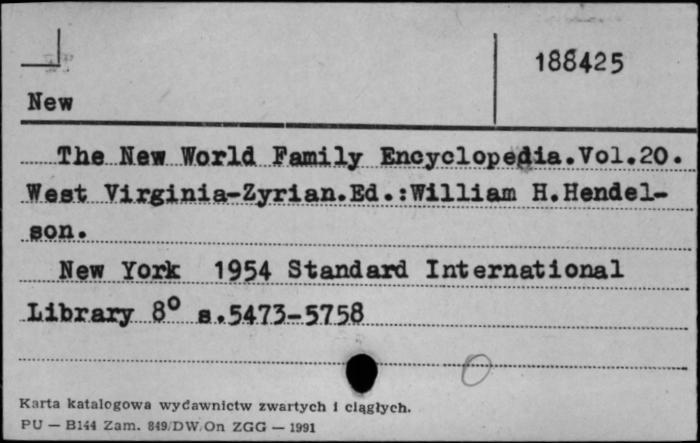 188425
New
The New World Family Encyclopedia.Vol.20.
West Virginia-Zyrian.Ed.:William H.Hendel-
son.
New York 1954 Standard International
Library 8° s.5473-5758
Karta katalogowa wydawnictw zwartych i ciągłych.
PU — B144 Zam. 849/DW/On ZGG — 1991